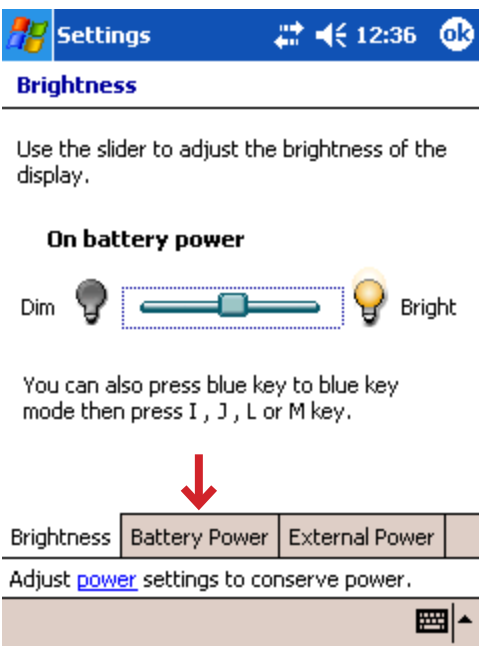 Settings 12:36 ok
Brightness
Use the slider to adjust the brightness of the
display.
On battery power
Dim Bright
You can also press blue key to blue key
mode then press I , J , L or M key.
Brightness Battery Power External Power
Adjust power settings to conserve power.